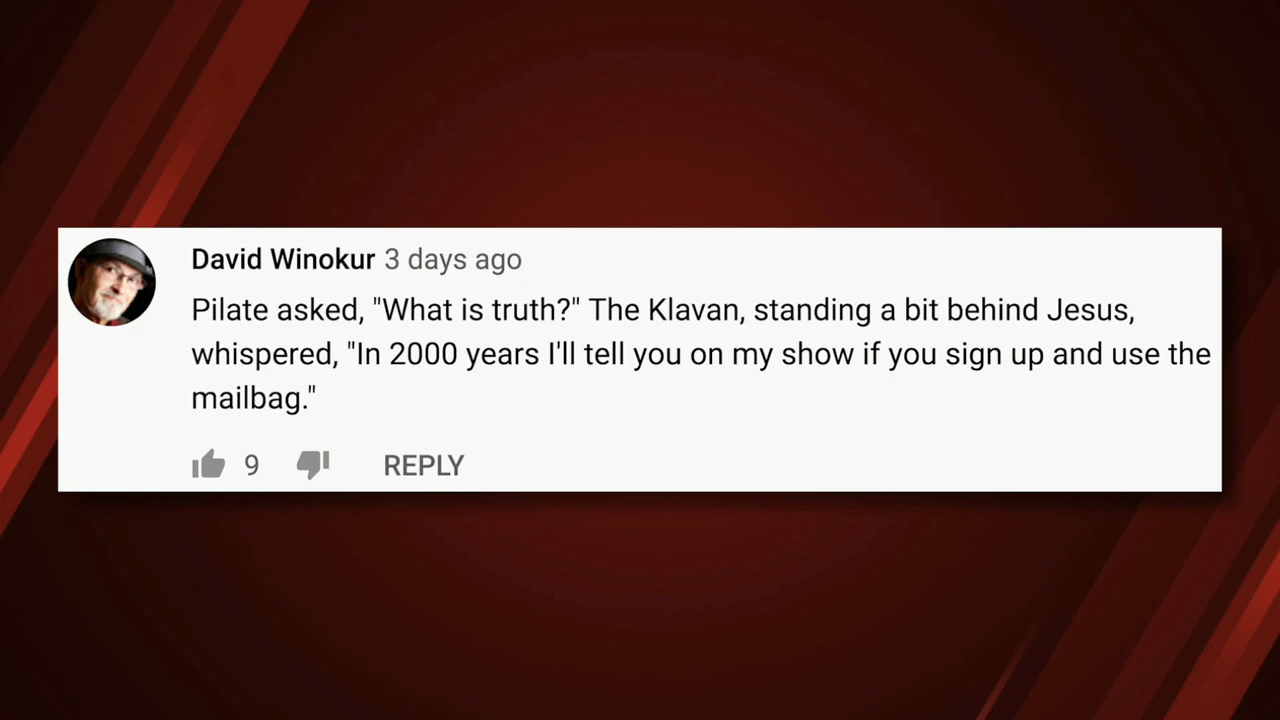 David Winokur 3 days ago
Pilate asked, "What is truth?" The Klavan, standing a bit behind Jesus,
whispered, "In 2000 years I'll tell you on my show if you sign up and use the
mailbag."
9 REPLY